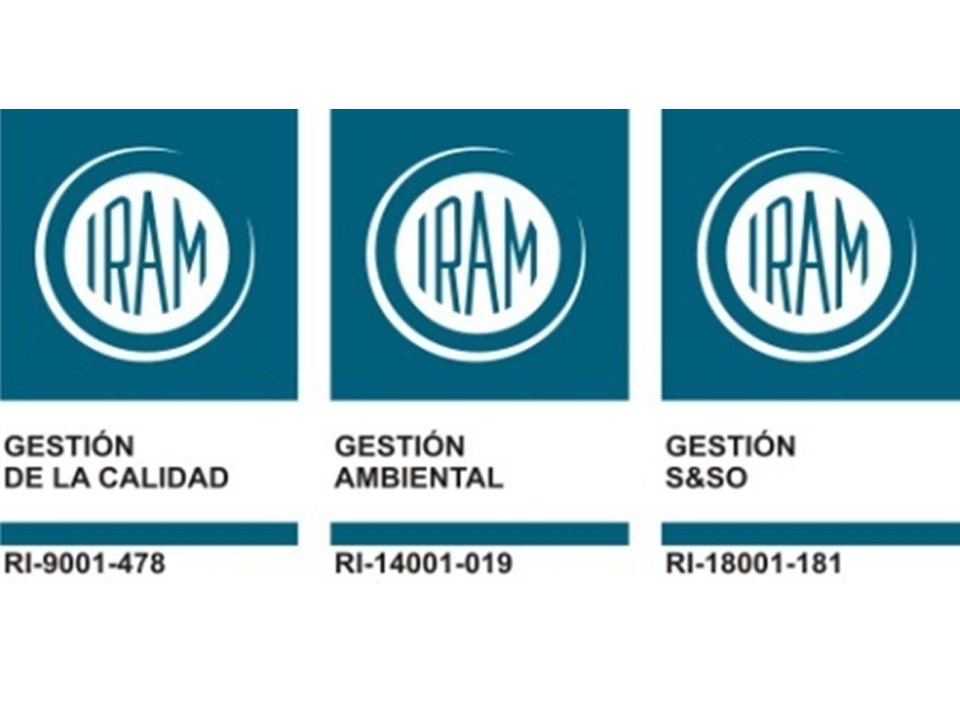 IRAM
GESTIÓN
DE LA CALIDAD
RI-9001-478
IRAM
GESTIÓN
AMBIENTAL
RI-14001-019
IRAM
GESTIÓN
S&SO
RI-18001-181